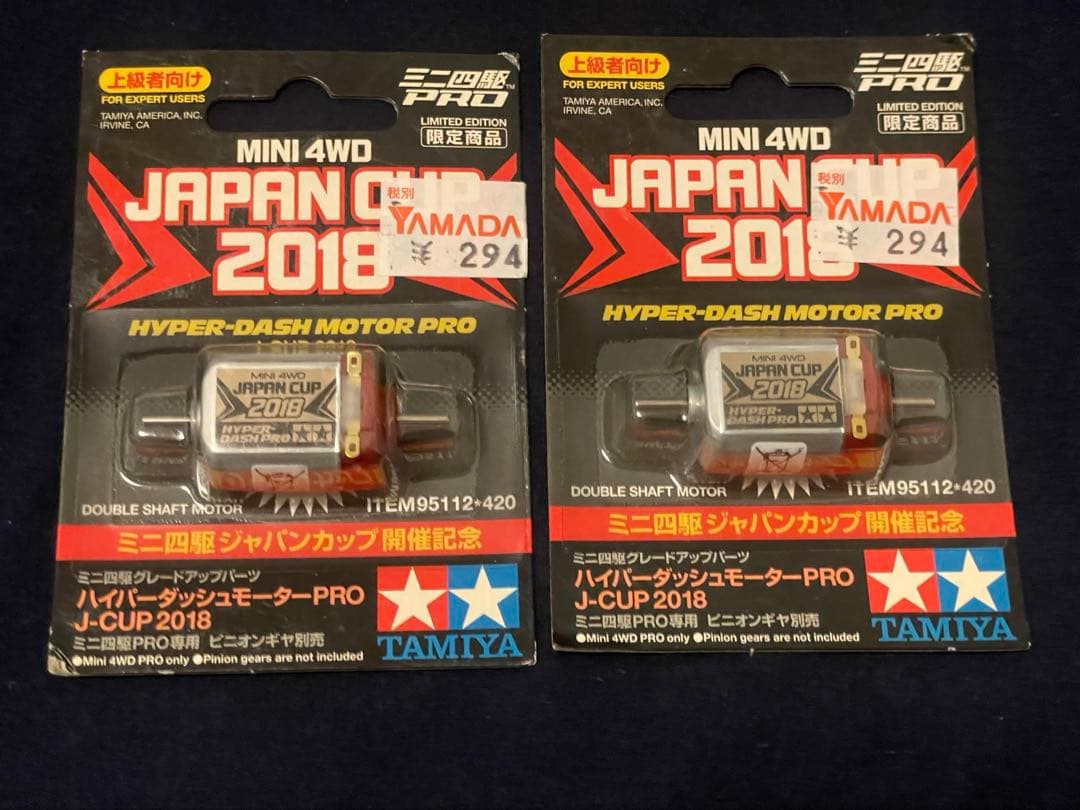 上級者向け
FOR EXPERT USERS
TAMIYA AMERICA, INC.
IRVINE, CA
ミニ四駆™
PRO
LIMITED EDITION
限定商品
MINI 4WD
JAPAN CUP
2018
税別
YAMADA
¥ 294
HYPER-DASH MOTOR PRO
MINI 4WD
JAPAN CUP
2018
HYPER-
DASH PRO
DOUBLE SHAFT MOTOR
ITEM 95112*420
ミニ四駆 ジャパンカップ 開催記念
ミニ四駆グレードアップパーツ
ハイパーダッシュモーターPRO
J-CUP 2018
ミニ四駆PRO専用 ピニオンギヤ別売
●Mini 4WD PRO only ●Pinion gears are not included
TAMIYA
上級者向け
FOR EXPERT USERS
TAMIYA AMERICA, INC.
IRVINE, CA
ミニ四駆™
PRO
LIMITED EDITION
限定商品
MINI 4WD
JAPAN
2018
税別
YAMADA
¥ 294
HYPER-DASH MOTOR PRO
MINI 4WD
JAPAN CUP
2018
HYPER-
DASH PRO
DOUBLE SHAFT MOTOR
ITEM 95112*420
ミニ四駆 ジャパンカップ 開催記念
ミニ四駆グレードアップパーツ
ハイパーダッシュモーターPRO
J-CUP 2018
ミニ四駆PRO専用 ピニオンギヤ別売
●Mini 4WD PRO only ●Pinion gears are not included
TAMIYA